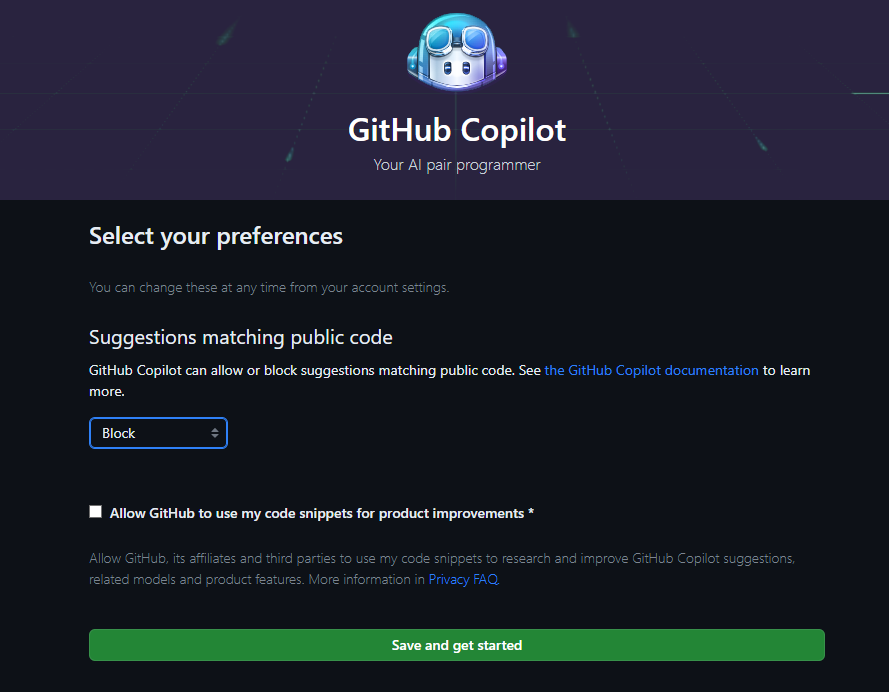 GitHub Copilot
Your AI pair programmer
Select your preferences
You can change these at any time from your account settings.
Suggestions matching public code
GitHub Copilot can allow or block suggestions matching public code. See the GitHub Copilot documentation to learn
more.
Block
Allow GitHub to use my code snippets for product improvements *
Allow GitHub, its affiliates and third parties to use my code snippets to research and improve GitHub Copilot suggestions,
related models and product features. More information in Privacy FAQ.
Save and get started